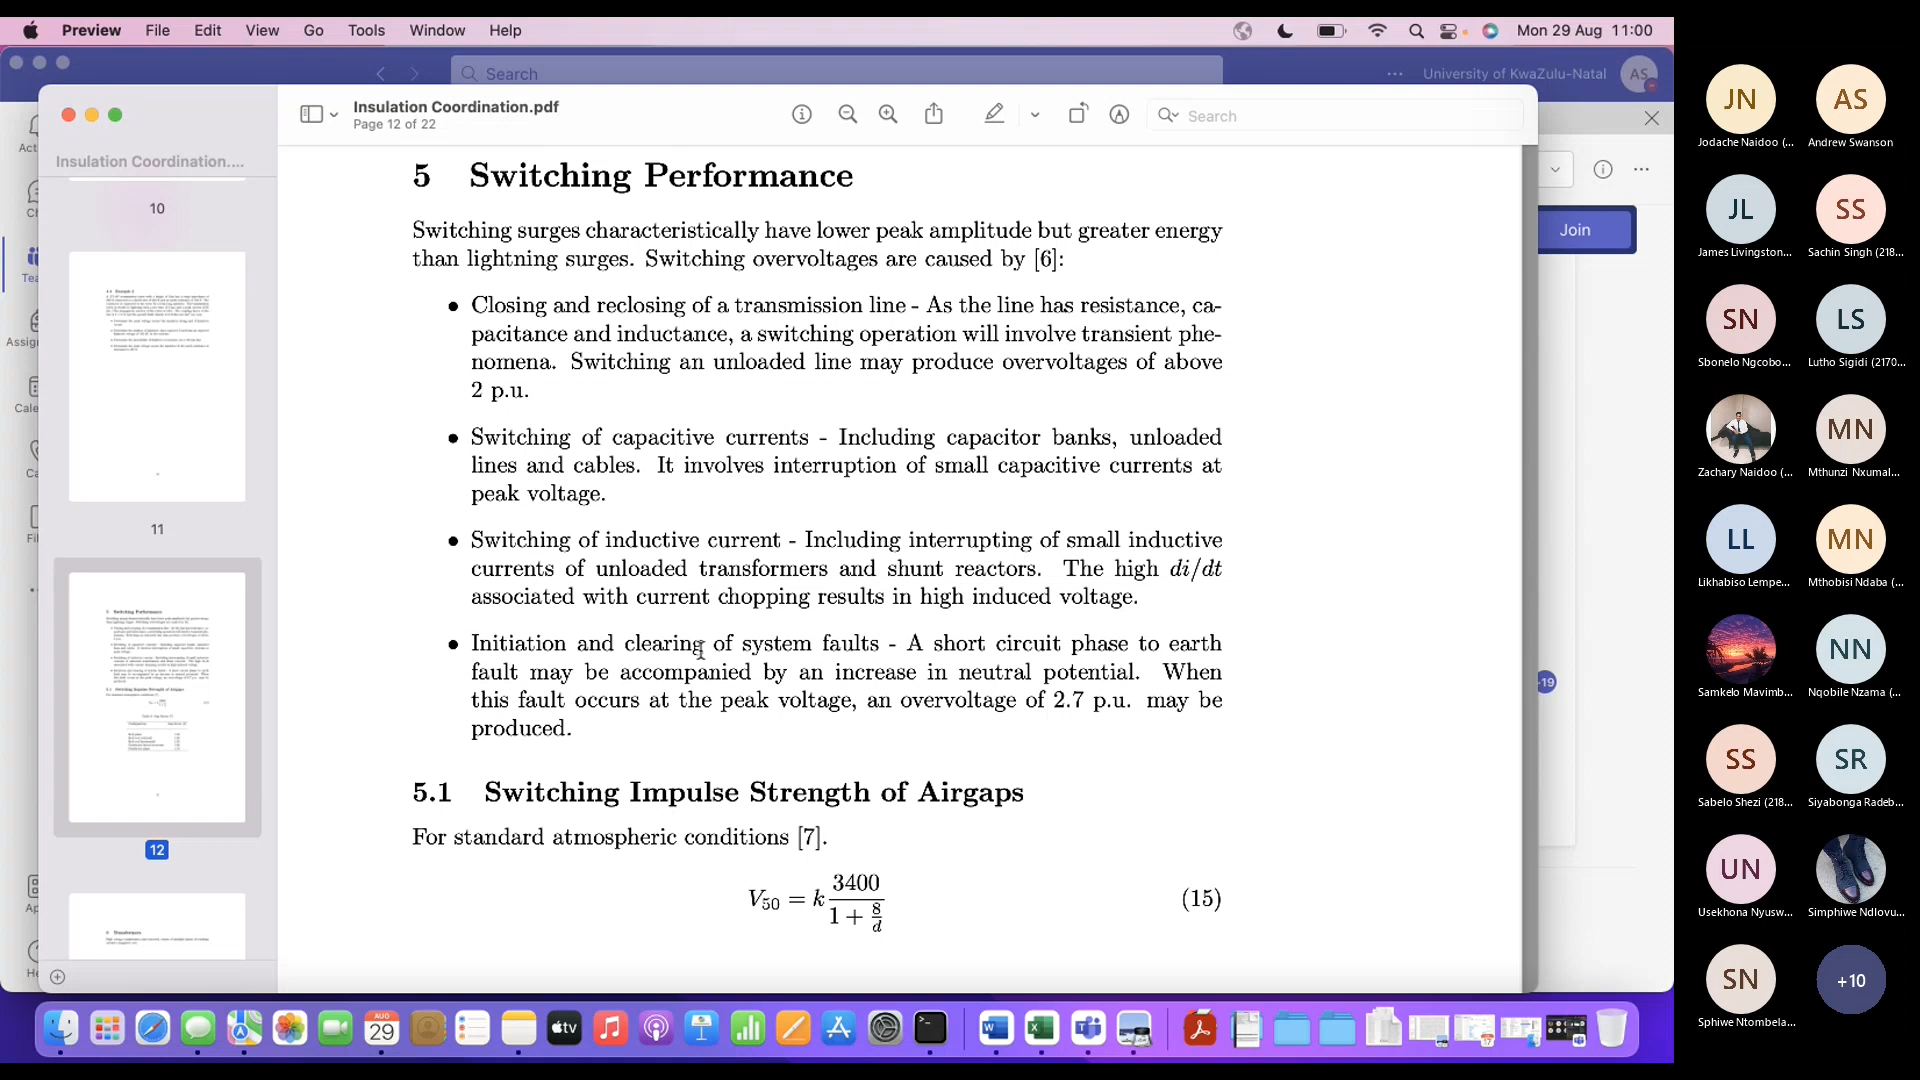 Preview File Edit View Go Tools Window Help
Mon 29 Aug 11:00
Search
University of KwaZulu-Natal
AS
Insulation Coordination.pdf
Page 12 of 22
Search
Insulation Coordination....
10
11
12
Join
5 Switching Performance
Switching surges characteristically have lower peak amplitude but greater energy
than lightning surges. Switching overvoltages are caused by [6]:
• Closing and reclosing of a transmission line - As the line has resistance, ca-
pacitance and inductance, a switching operation will involve transient phe-
nomena. Switching an unloaded line may produce overvoltages of above
2 p.u.
• Switching of capacitive currents - Including capacitor banks, unloaded
lines and cables. It involves interruption of small capacitive currents at
peak voltage.
• Switching of inductive current - Including interrupting of small inductive
currents of unloaded transformers and shunt reactors. The high di/dt
associated with current chopping results in high induced voltage.
• Initiation and clearing of system faults - A short circuit phase to earth
fault may be accompanied by an increase in neutral potential. When
this fault occurs at the peak voltage, an overvoltage of 2.7 p.u. may be
produced.
5.1 Switching Impulse Strength of Airgaps
For standard atmospheric conditions [7].
V50 = k 3400 / (1 + 8/d) (15)
19
AUG
29
tv
JN AS
Jodache Naidoo (... Andrew Swanson
JL SS
James Livingston... Sachin Singh (218...
SN LS
Sbonelo Ngcobo... Lutho Sigidi (2170...
MN
Zachary Naidoo (... Mthunzi Nxumal...
LL MN
Likhabiso Lempe... Mthobisi Ndaba (...
NN
Samkelo Mavimb... Nqobile Nzama (...
SS SR
Sabelo Shezi (218... Siyabonga Radeb...
UN
Usekhona Nyusw... Simphiwe Ndlovu...
SN +10
Sphiwe Ntombela...